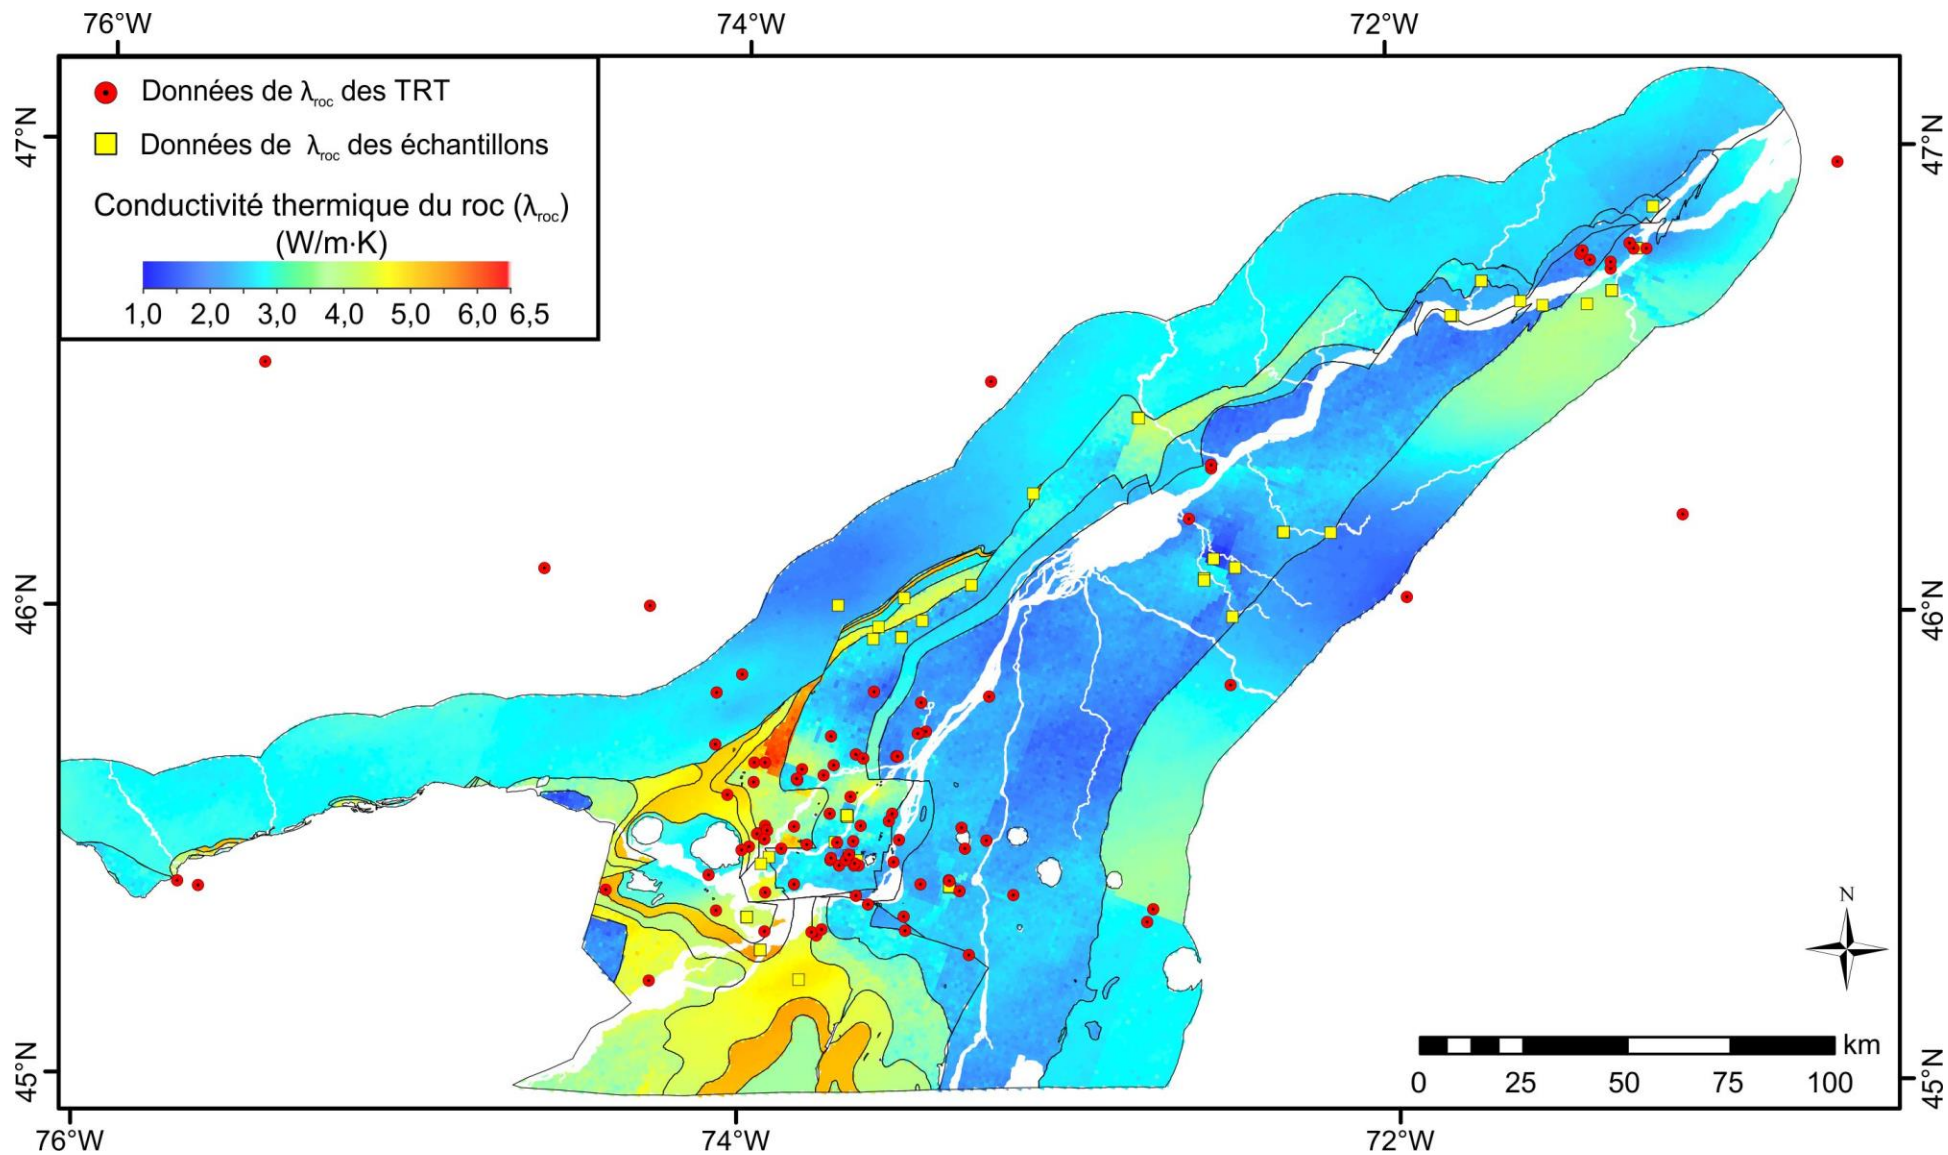 76°W 74°W 72°W
Données de λroc des TRT
Données de λroc des échantillons
Conductivité thermique du roc (λroc)
(W/m·K)
1,0 2,0 3,0 4,0 5,0 6,0 6,5
47°N 47°N
46°N 46°N
45°N 45°N
N
km
0 25 50 75 100
76°W 74°W 72°W